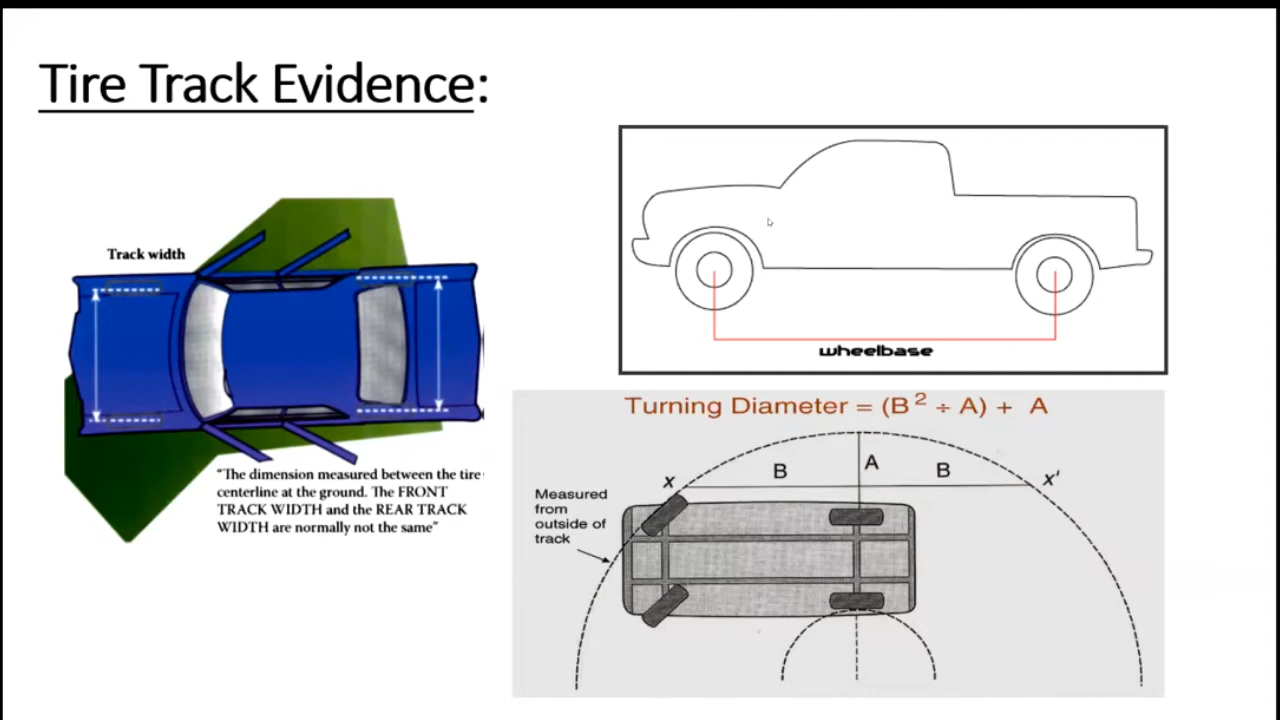 Tire Track Evidence:
Track width
"The dimension measured between the tire
centerline at the ground. The FRONT
TRACK WIDTH and the REAR TRACK
WIDTH are normally not the same"
wheelbase
Turning Diameter = (B² ÷ A) + A
B
A
B
x
x'
Measured
from
outside of
track